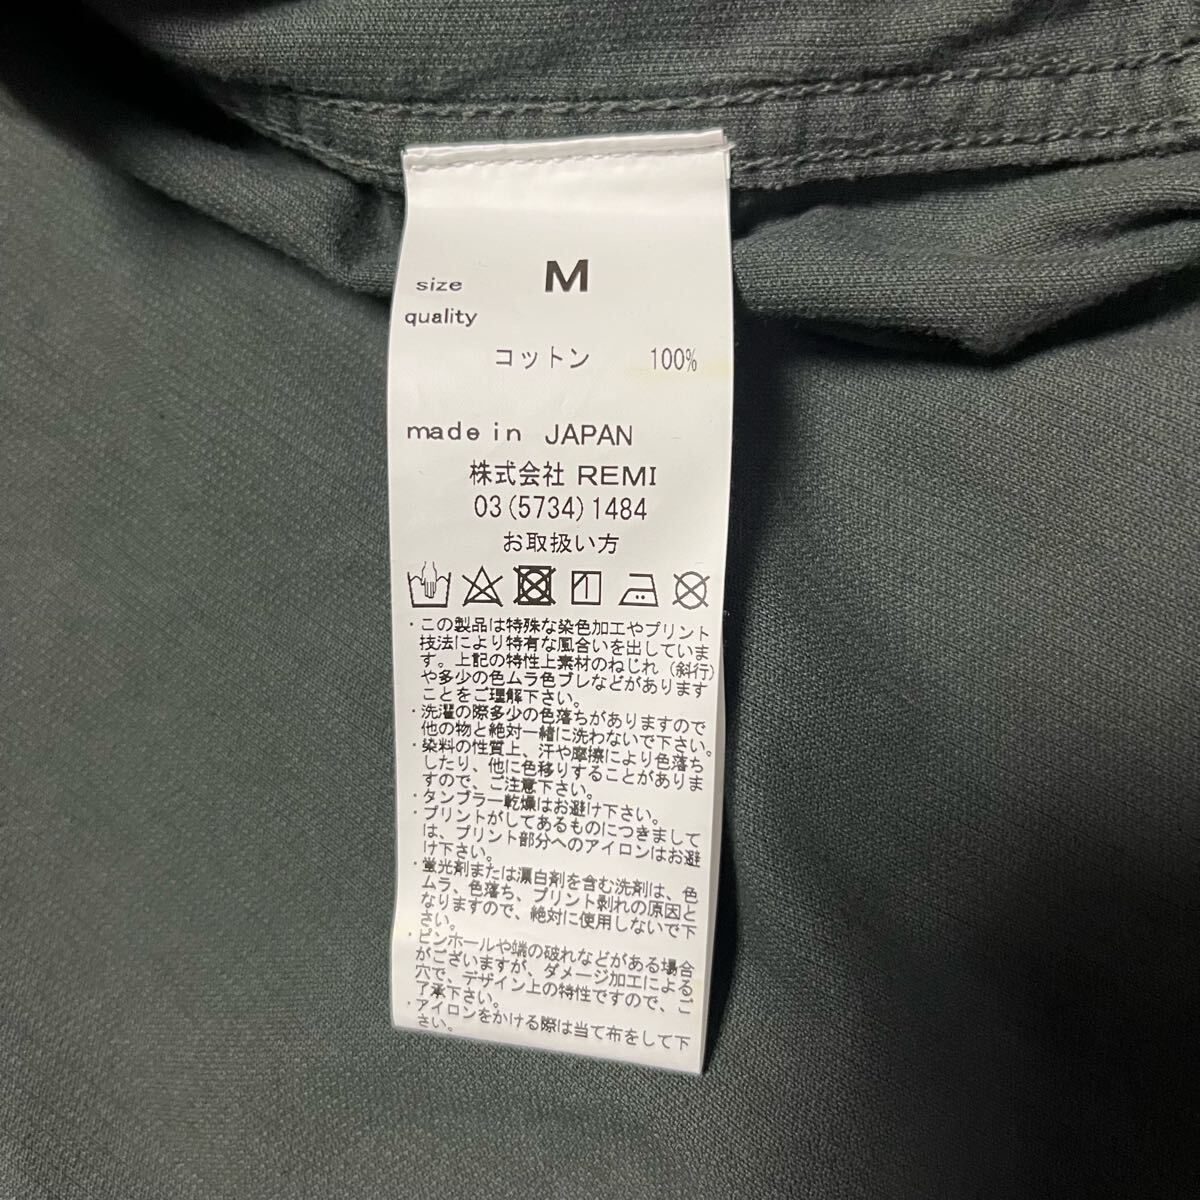 size M
quality
コットン 100%
made in JAPAN
株式会社 REMI
03(5734)1484
お取扱い方
・この製品は特殊な染色加工やプリント
技法により特有な風合いを出していま
す。上記の特性上素材のねじれ(斜行)
や多少の色ムラ色ブレなどがあります
ことをご理解下さい。
・洗濯の際多少の色落ちがありますので
他の物と絶対一緒に洗わないで下さい。
・染料の性質上、汗や摩擦により色落ち
したり、他に色移りすることがありま
すので、ご注意下さい。
・タンブラー乾燥はお避け下さい。
・プリントがしてあるものにつきまして
は、プリント部分へのアイロンはお避
け下さい。
・蛍光剤または漂白剤を含む洗剤は、色
ムラ、色落ち、プリント剥れの原因と
なりますので、絶対に使用しないで下
さい。
・ピンホールや端の破れなどがある場合
がございますが、ダメージ加工による
穴で、デザイン上の特性ですので、ご
了承下さい。
・アイロンをかける際は当て布をして下
さい。